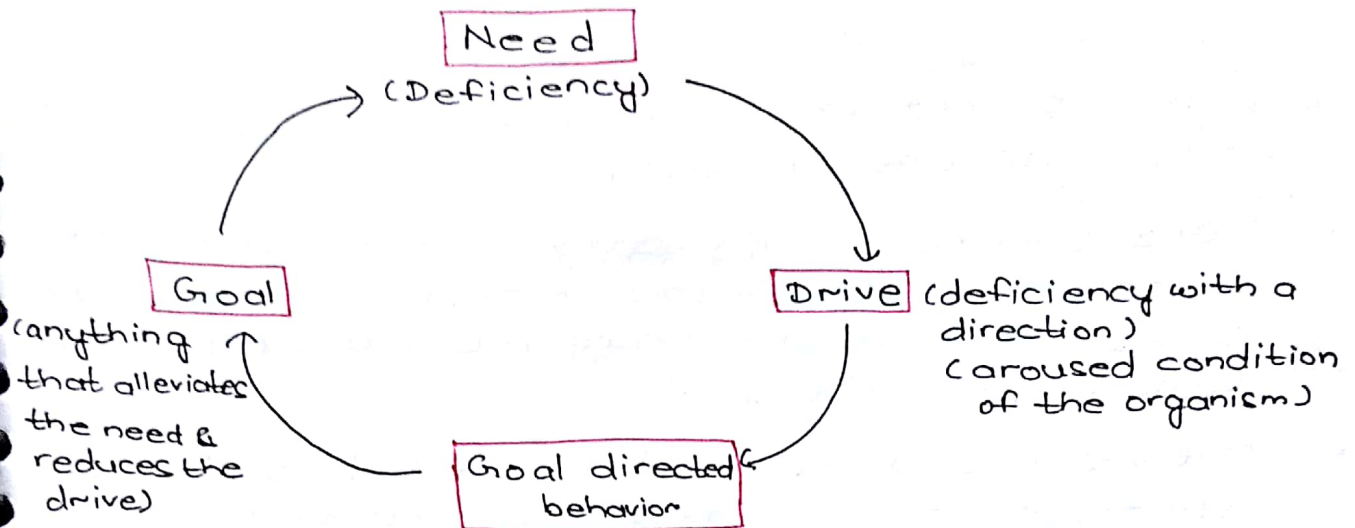 Need
(Deficiency)
Goal
(anything
that alleviates
the need &
reduces the
drive)
Drive (deficiency with a
direction)
(aroused condition
of the organism)
Goal directed
behavior